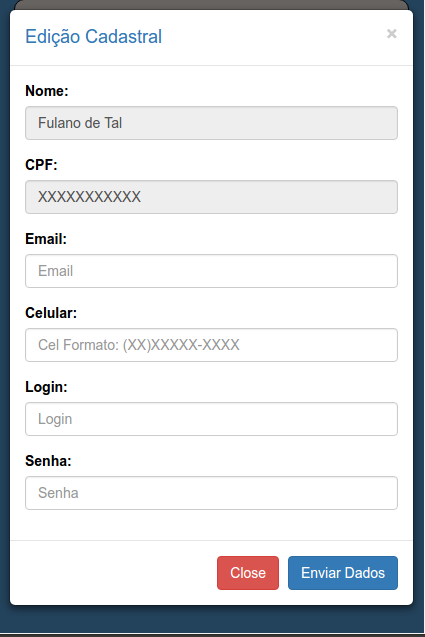 Edição Cadastral
×
Nome:
Fulano de Tal
CPF:
XXXXXXXXXXX
Email:
Email
Celular:
Cel Formato: (XX)XXXXX-XXXX
Login:
Login
Senha:
Senha
Close Enviar Dados